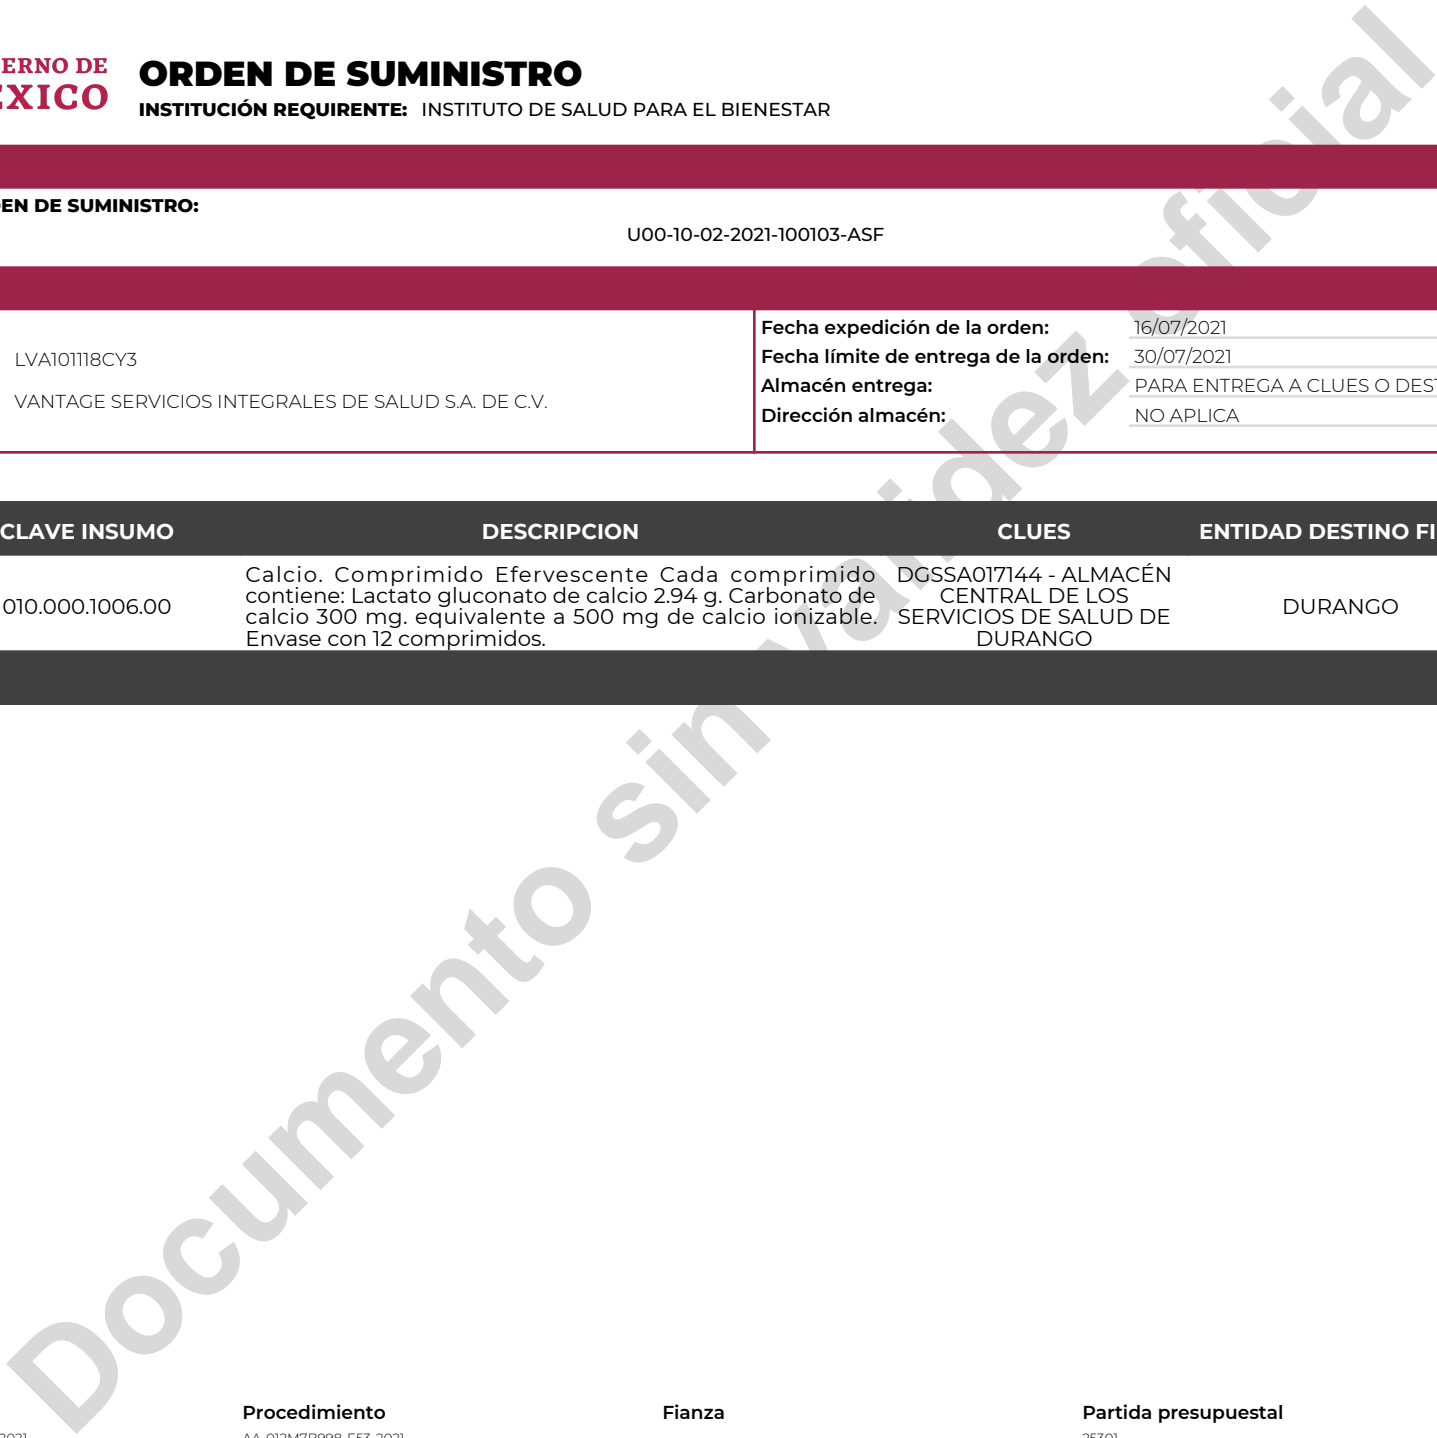 ERNO DE
ÉXICO
ORDEN DE SUMINISTRO
INSTITUCIÓN REQUIRENTE: INSTITUTO DE SALUD PARA EL BIENESTAR
EN DE SUMINISTRO:
U00-10-02-2021-100103-ASF
LVA101118CY3
VANTAGE SERVICIOS INTEGRALES DE SALUD S.A. DE C.V.
Fecha expedición de la orden: 16/07/2021
Fecha límite de entrega de la orden: 30/07/2021
Almacén entrega: PARA ENTREGA A CLUES O DEST
Dirección almacén: NO APLICA
CLAVE INSUMO DESCRIPCION CLUES ENTIDAD DESTINO FI
010.000.1006.00
Calcio. Comprimido Efervescente Cada comprimido
contiene: Lactato gluconato de calcio 2.94 g. Carbonato de
calcio 300 mg. equivalente a 500 mg de calcio ionizable.
Envase con 12 comprimidos.
DGSSA017144 - ALMACÉN
CENTRAL DE LOS
SERVICIOS DE SALUD DE
DURANGO
DURANGO
Documento sin validez oficial
Procedimiento Fianza Partida presupuestal